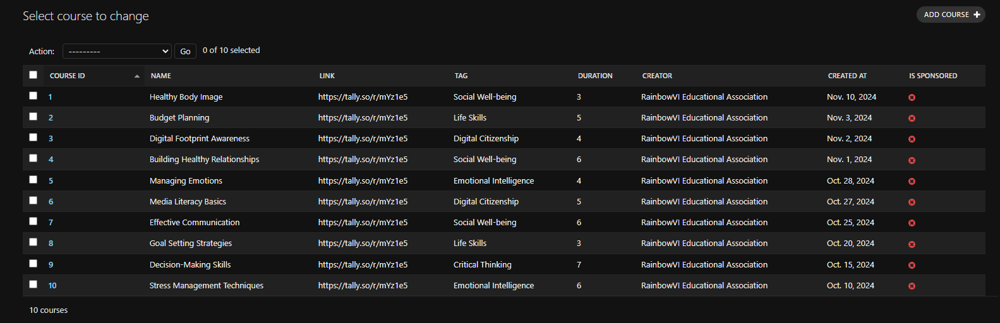 Select course to change
ADD COURSE
Action: --------- Go 0 of 10 selected
COURSE ID NAME LINK TAG DURATION CREATOR CREATED AT IS SPONSORED
1 Healthy Body Image https://tally.so/r/mYz1e5 Social Well-being 3 RainbowVI Educational Association Nov. 10, 2024
2 Budget Planning https://tally.so/r/mYz1e5 Life Skills 5 RainbowVI Educational Association Nov. 3, 2024
3 Digital Footprint Awareness https://tally.so/r/mYz1e5 Digital Citizenship 4 RainbowVI Educational Association Nov. 2, 2024
4 Building Healthy Relationships https://tally.so/r/mYz1e5 Social Well-being 6 RainbowVI Educational Association Nov. 1, 2024
5 Managing Emotions https://tally.so/r/mYz1e5 Emotional Intelligence 4 RainbowVI Educational Association Oct. 28, 2024
6 Media Literacy Basics https://tally.so/r/mYz1e5 Digital Citizenship 5 RainbowVI Educational Association Oct. 27, 2024
7 Effective Communication https://tally.so/r/mYz1e5 Social Well-being 6 RainbowVI Educational Association Oct. 25, 2024
8 Goal Setting Strategies https://tally.so/r/mYz1e5 Life Skills 3 RainbowVI Educational Association Oct. 20, 2024
9 Decision-Making Skills https://tally.so/r/mYz1e5 Critical Thinking 7 RainbowVI Educational Association Oct. 15, 2024
10 Stress Management Techniques https://tally.so/r/mYz1e5 Emotional Intelligence 6 RainbowVI Educational Association Oct. 10, 2024
10 courses